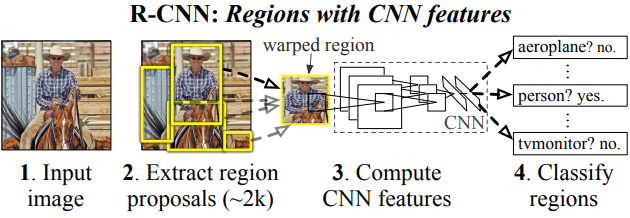 R-CNN: Regions with CNN features
warped region
aeroplane? no.
⋮
person? yes.
⋮
tvmonitor? no.
CNN
1. Input
image
2. Extract region
proposals (~2k)
3. Compute
CNN features
4. Classify
regions